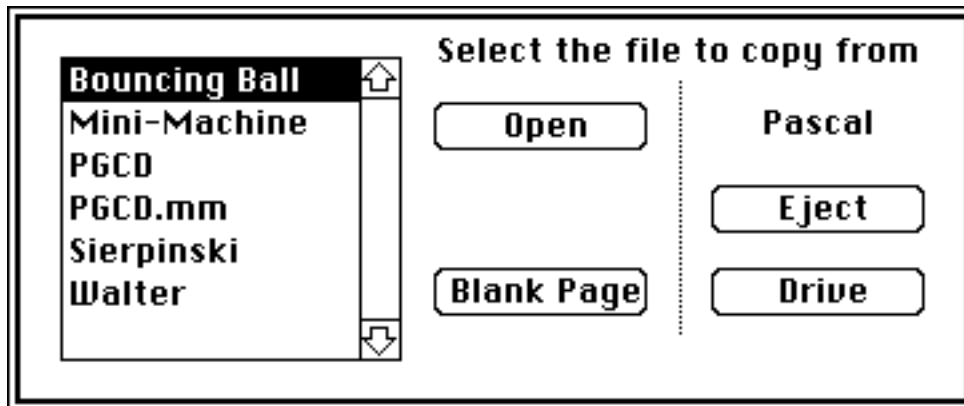 Select the file to copy from
Bouncing Ball
Mini-Machine
PGCD
PGCD.mm
Sierpinski
Walter
Open
Blank Page
Pascal
Eject
Drive